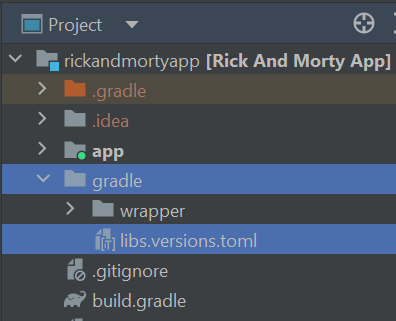 Project
rickandmortyapp [Rick And Morty App]
.gradle
.idea
app
gradle
wrapper
libs.versions.toml
.gitignore
build.gradle